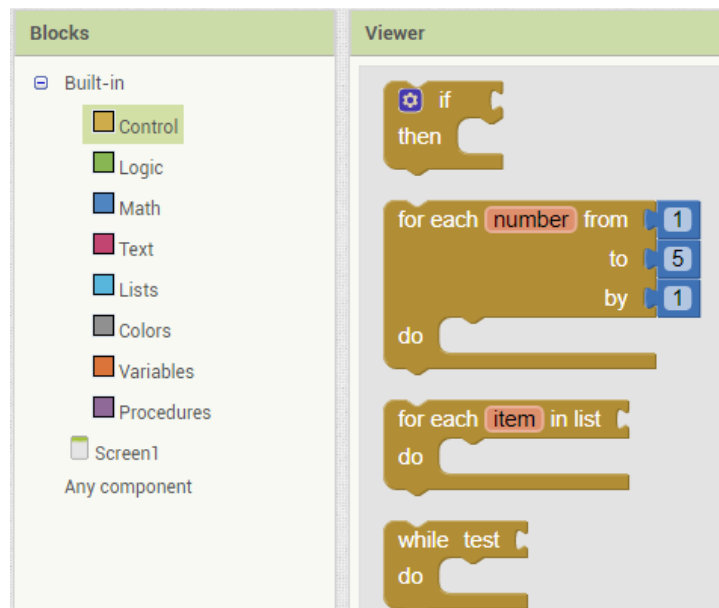 Blocks
Built-in
Control
Logic
Math
Text
Lists
Colors
Variables
Procedures
Screen1
Any component
Viewer
if
then
for each number from 1
to 5
by 1
do
for each item in list
do
while test
do